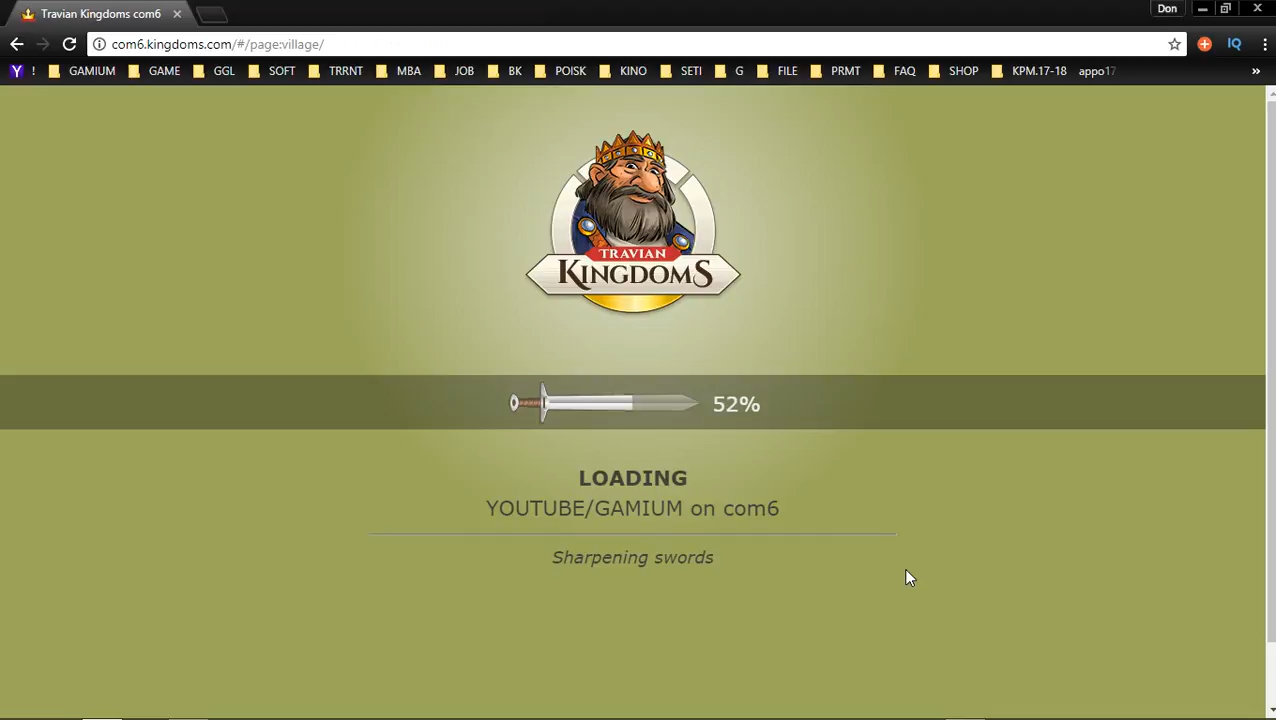 Travian Kingdoms com6
Don
com6.kingdoms.com/#/page:village/
Y ! GAMIUM GAME GGL SOFT TRRNT MBA JOB BK POISK KINO SETI G FILE PRMT FAQ SHOP KPM.17-18 appo17 »
IQ
TRAVIAN
KINGDOMS
52%
LOADING
YOUTUBE/GAMIUM on com6
Sharpening swords